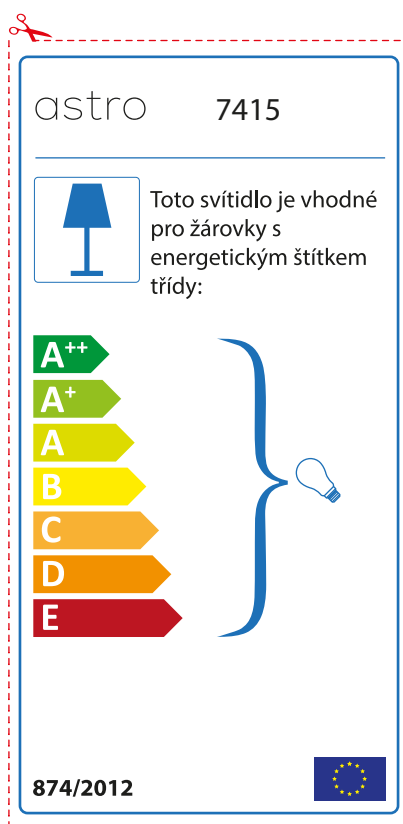 astro 7415
Toto svítidlo je vhodné
pro žárovky s
energetickým štítkem
třídy:
A++
A+
A
B
C
D
E
874/2012